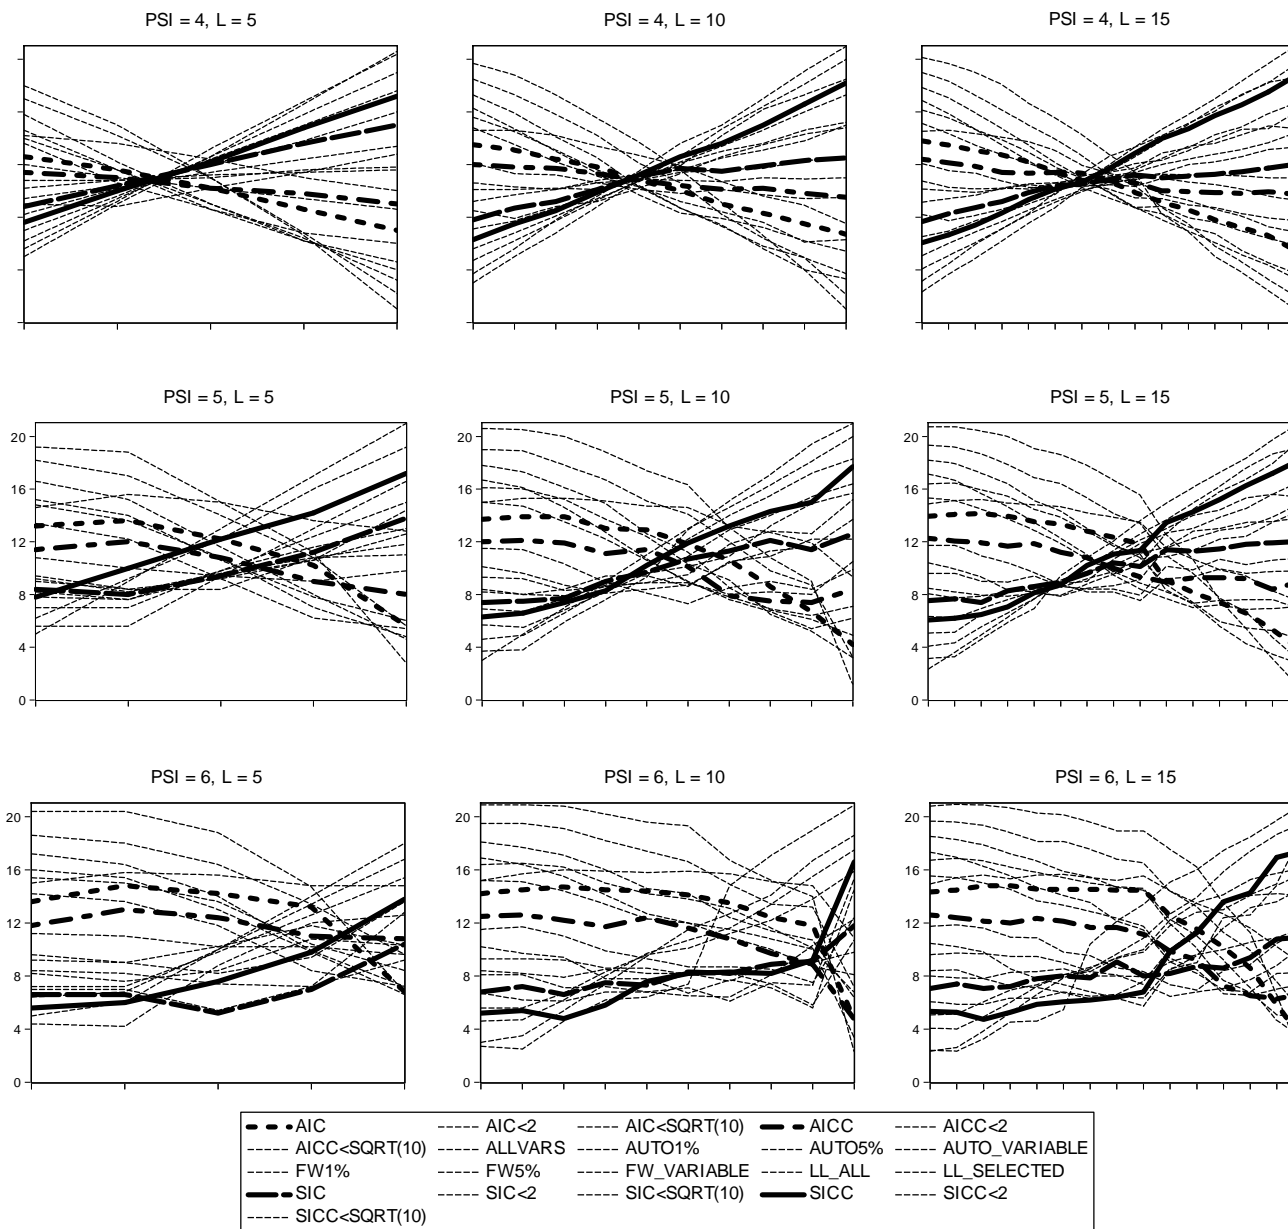 PSI = 4, L = 5
PSI = 4, L = 10
PSI = 4, L = 15
PSI = 5, L = 5
PSI = 5, L = 10
PSI = 5, L = 15
20
16
12
8
4
0
20
16
12
8
4
0
20
16
12
8
4
0
PSI = 6, L = 5
PSI = 6, L = 10
PSI = 6, L = 15
20
16
12
8
4
0
20
16
12
8
4
0
20
16
12
8
4
0
AIC AIC<2 AIC<SQRT(10) AICC AICC<2
AICC<SQRT(10) ALLVARS AUTO1% AUTO5% AUTO_VARIABLE
FW1% FW5% FW_VARIABLE LL_ALL LL_SELECTED
SIC SIC<2 SIC<SQRT(10) SICC SICC<2
SICC<SQRT(10)